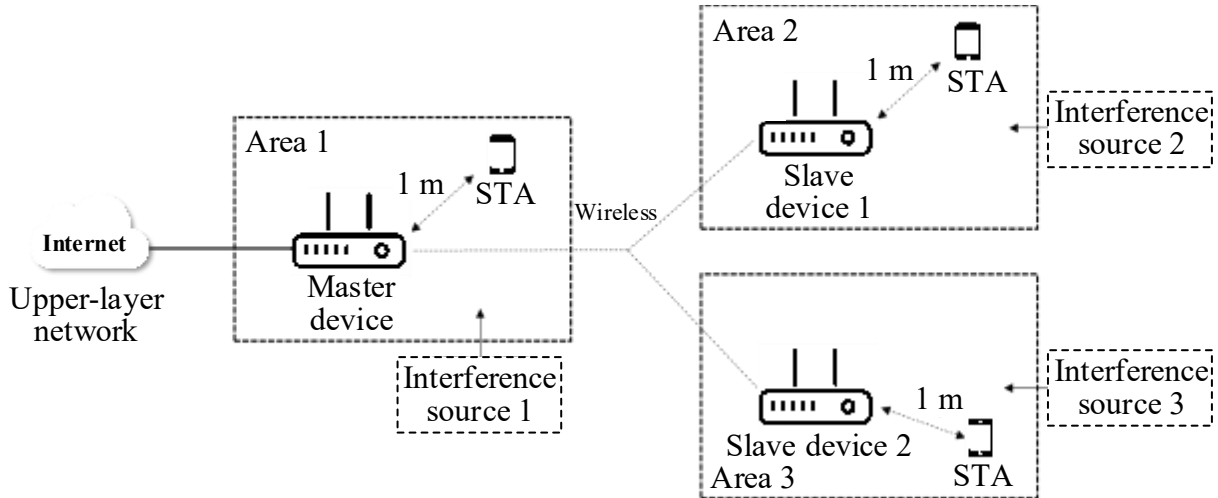 Internet
Upper-layer
network
Area 1
1 m
STA
Master
device
Interference
source 1
Wireless
Area 2
1 m
STA
Slave
device 1
Interference
source 2
Slave device 2
1 m
STA
Area 3
Interference
source 3